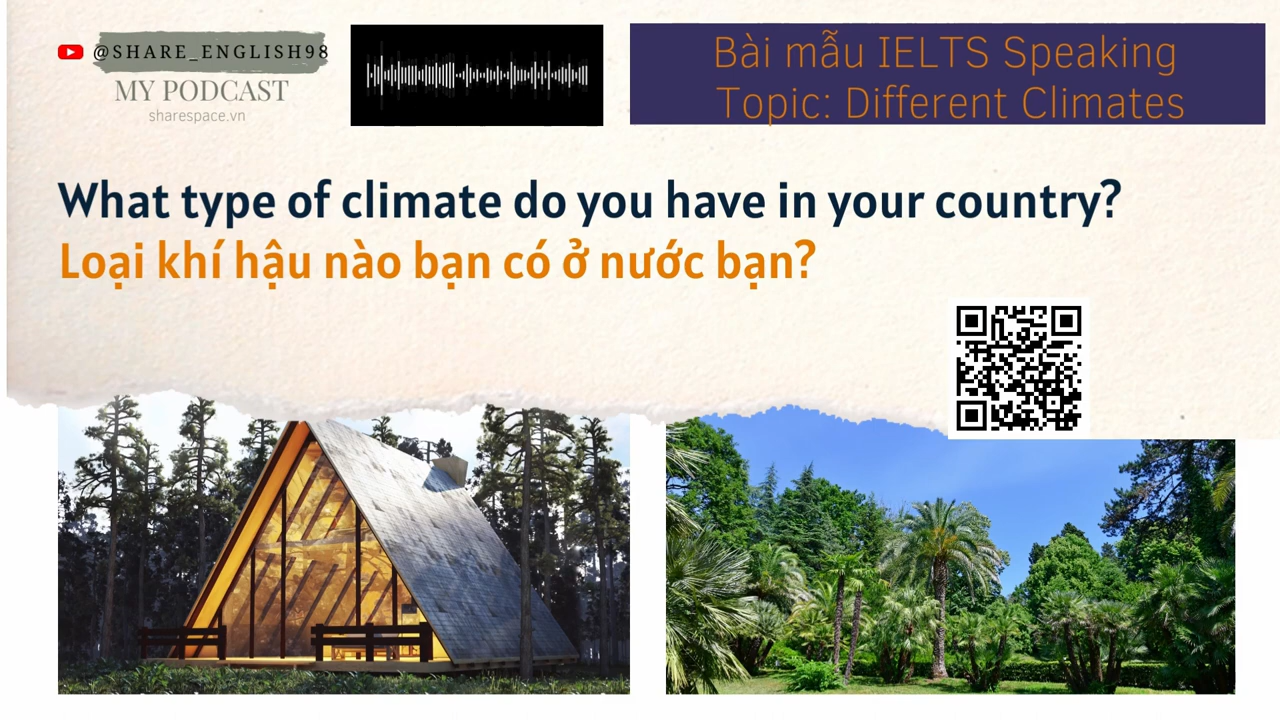 @SHARE_ENGLISH98
MY PODCAST
sharespace.vn
Bài mẫu IELTS Speaking
Topic: Different Climates
What type of climate do you have in your country?
Loại khí hậu nào bạn có ở nước bạn?